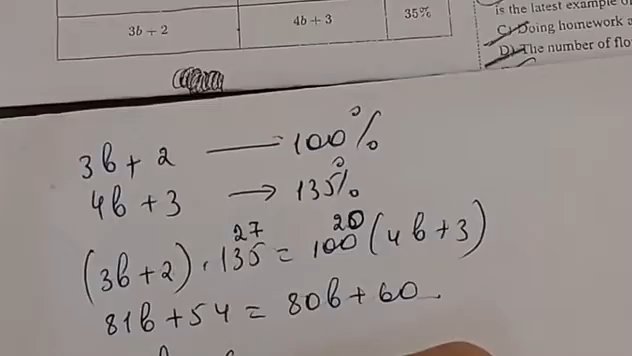 3b + 2
4b + 3
35%
is the latest example
C) Doing homework
D) The number of
3b + 2 — 100%
4b + 3 → 135%
(3b + 2) · 135 = 100 (4b + 3)
27 20
81b + 54 = 80b + 60